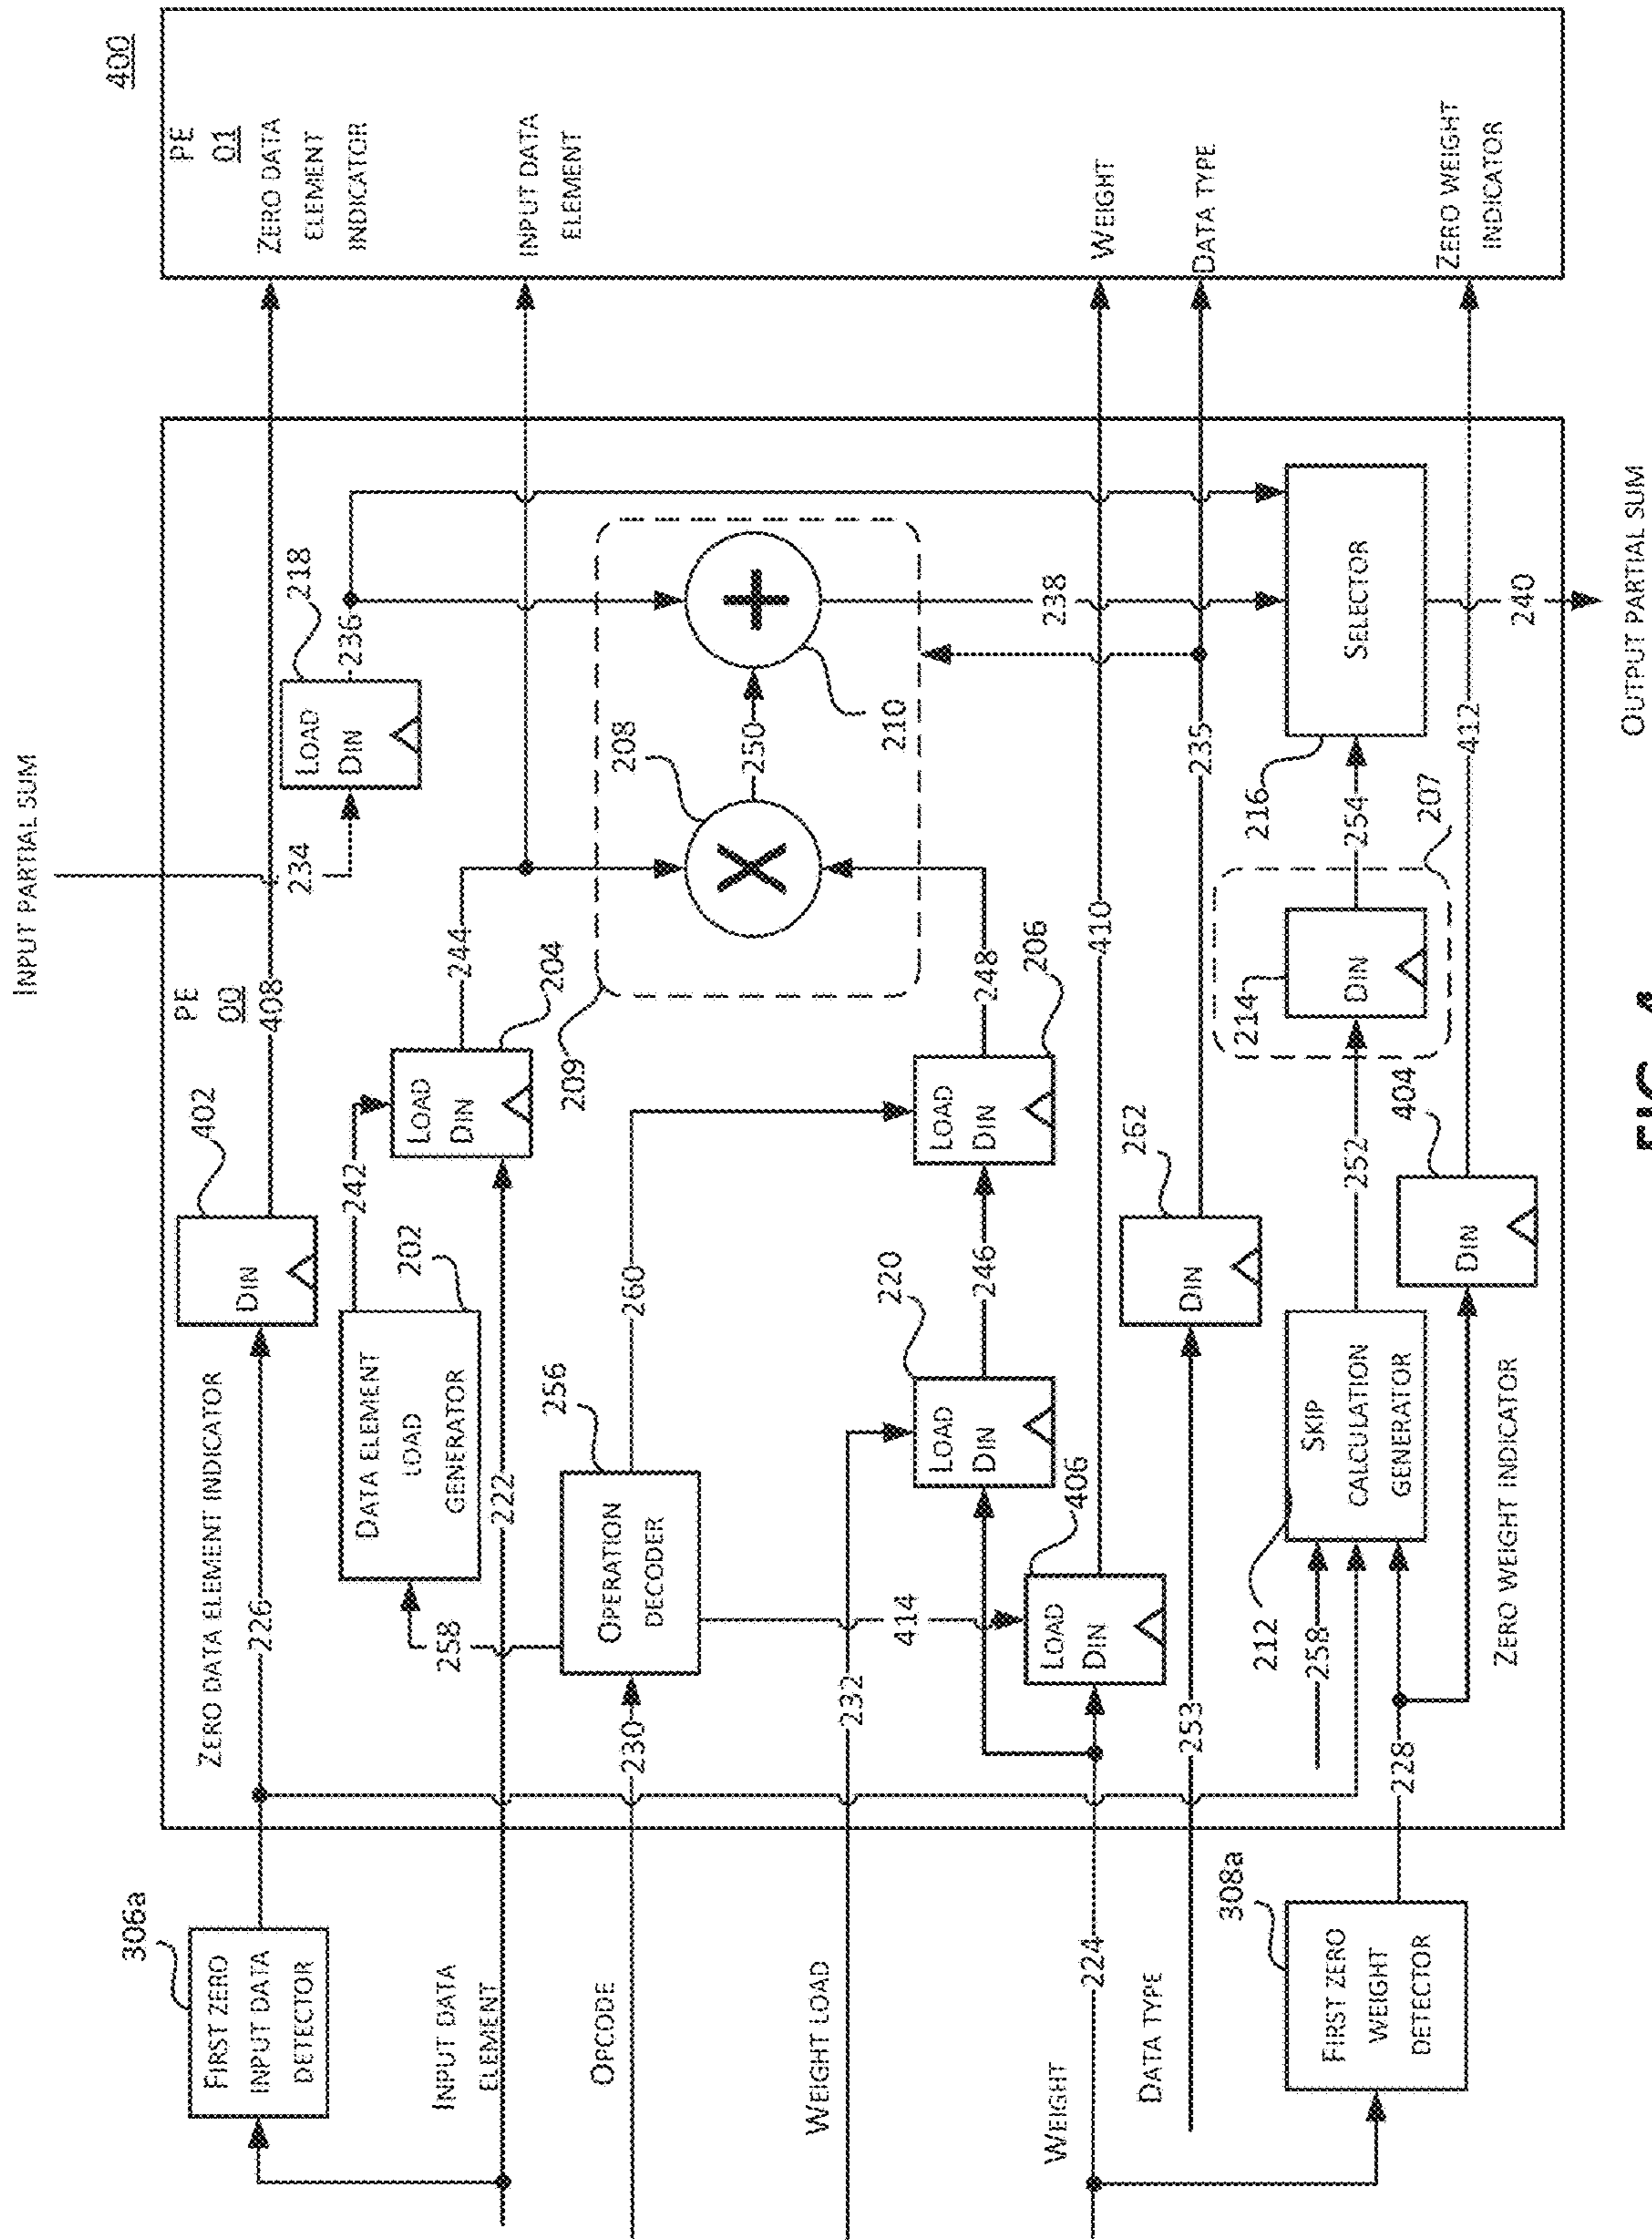 400
INPUT PARTIAL SUM
PE
00
PE
01
306a
FIRST ZERO
INPUT DATA
DETECTOR
ZERO DATA ELEMENT INDICATOR
226
402
DIN
408
ZERO DATA
ELEMENT
INDICATOR
234
LOAD
DIN
218
236
INPUT DATA
ELEMENT
222
258
DATA ELEMENT
LOAD
GENERATOR
202
242
LOAD
DIN
204
244
INPUT DATA
ELEMENT
OPCODE
230
OPERATION
DECODER
256
260
414
209
208
X
250
+
210
238
WEIGHT LOAD
232
LOAD
DIN
220
246
LOAD
DIN
206
248
WEIGHT
224
LOAD
DIN
406
410
WEIGHT
DATA TYPE
253
DIN
262
235
DATA TYPE
308a
FIRST ZERO
WEIGHT
DETECTOR
228
258
212
SKIP
CALCULATION
GENERATOR
252
214
DIN
207
254
216
SELECTOR
240
ZERO WEIGHT INDICATOR
404
DIN
412
ZERO WEIGHT
INDICATOR
OUTPUT PARTIAL SUM